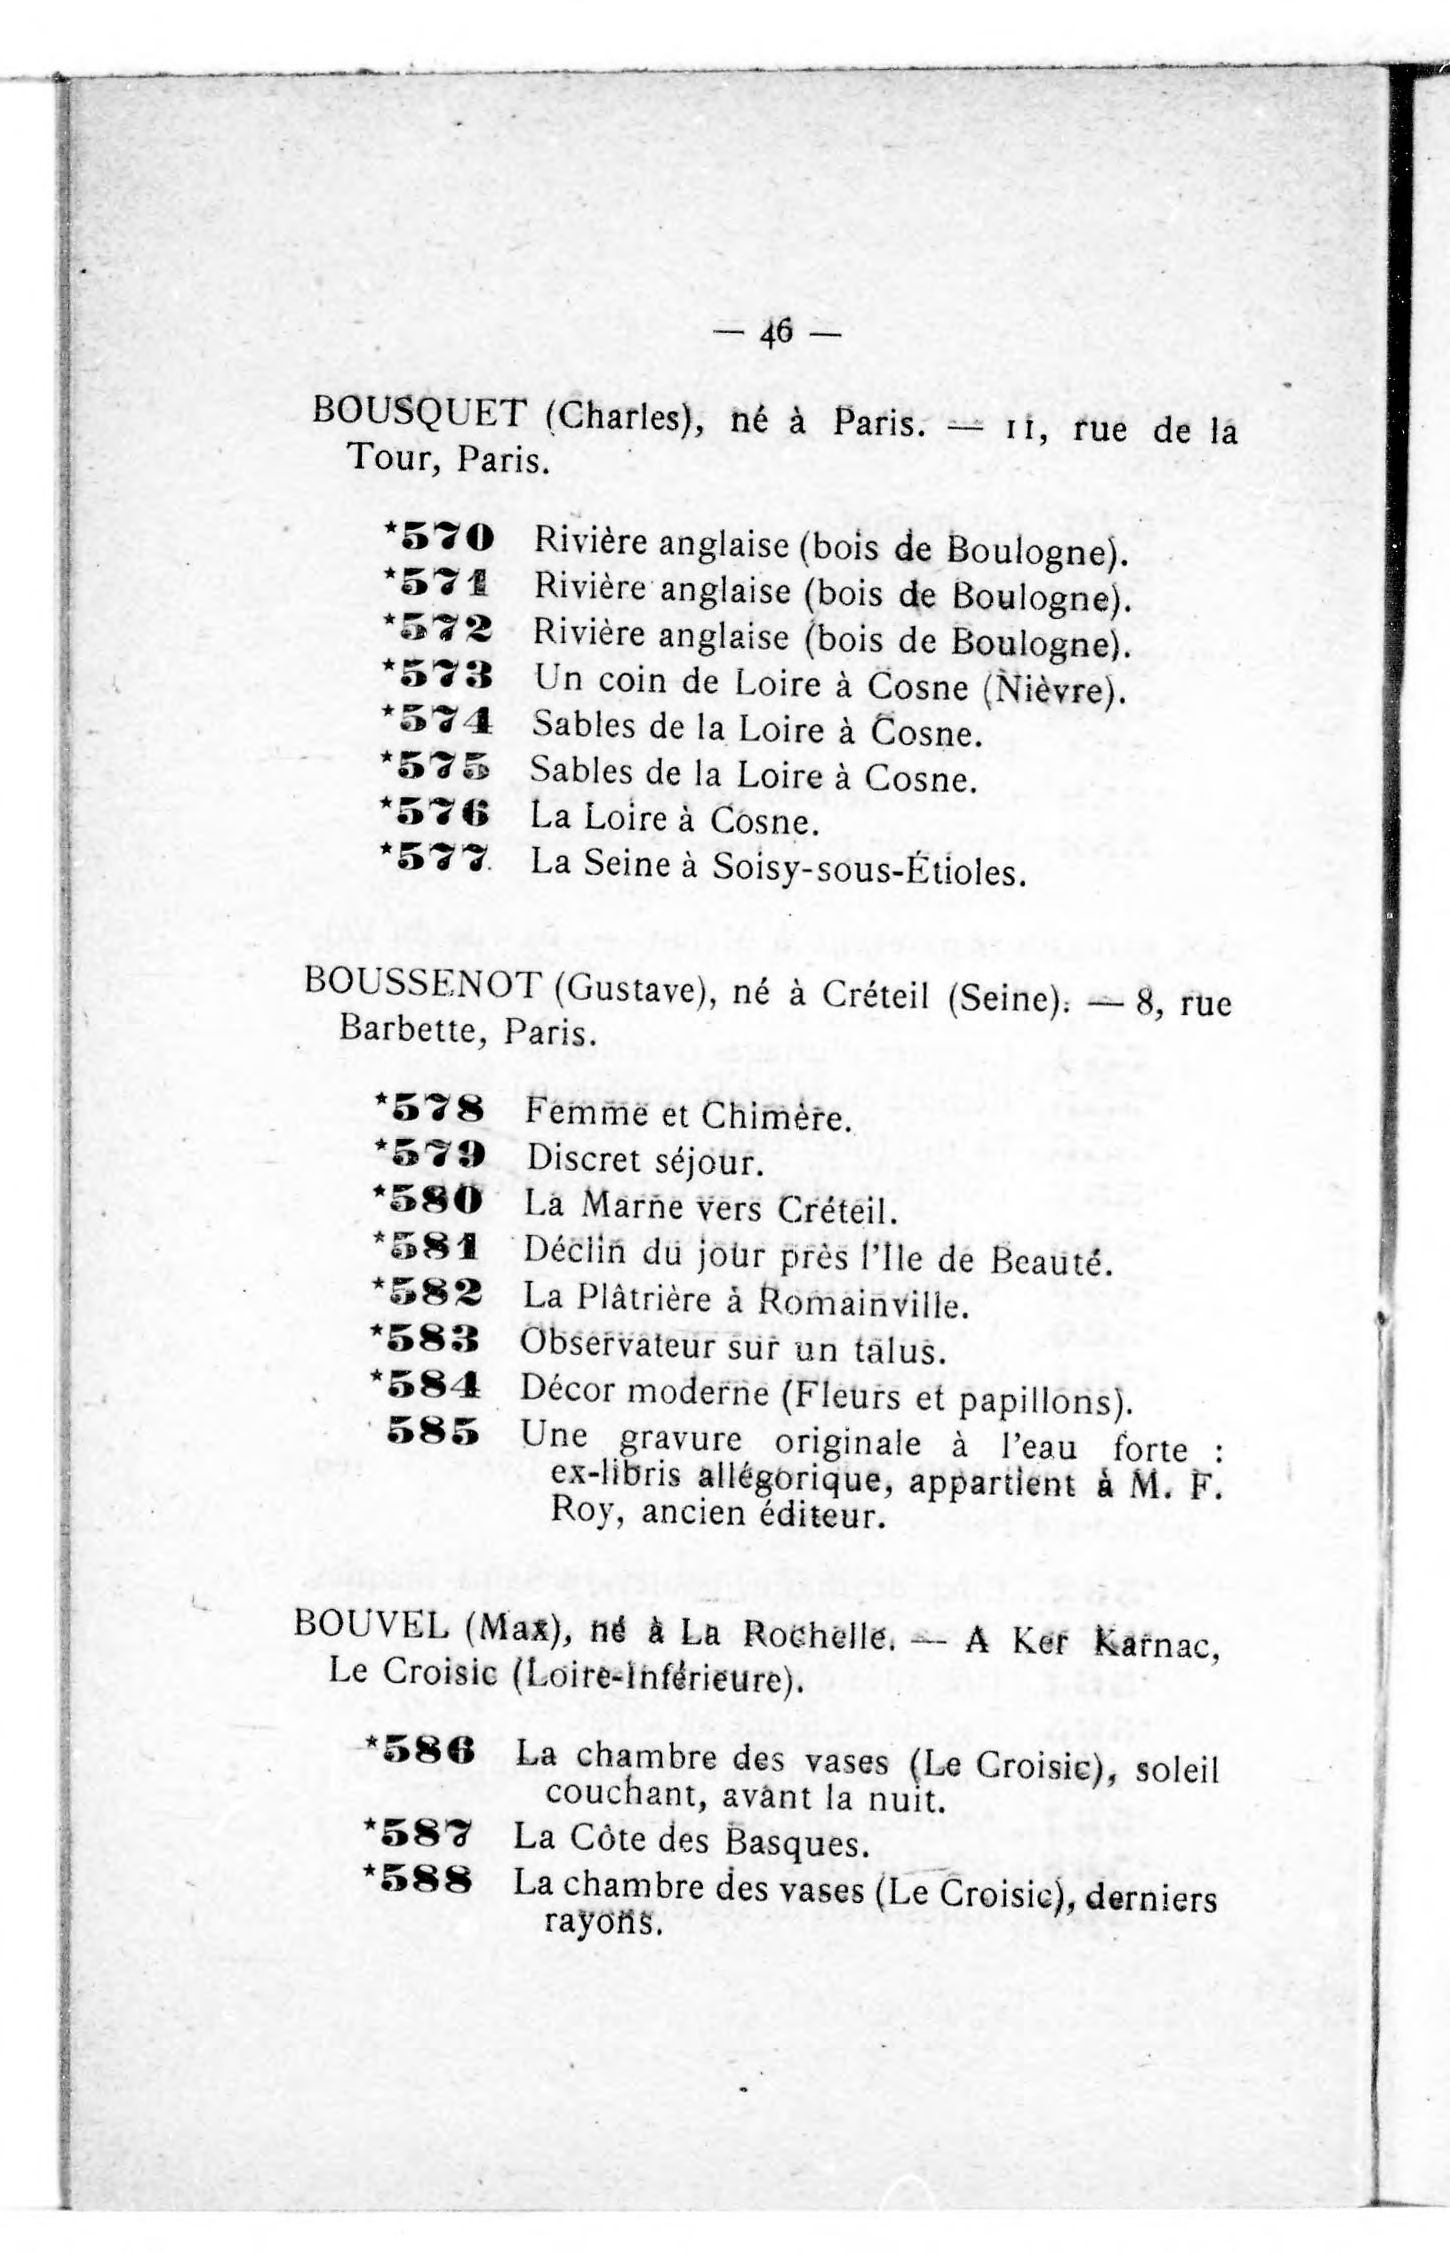 — 46 —
BOUSQUET (Charles), né à Paris. — 11, rue de la
Tour, Paris.
*570 Rivière anglaise (bois de Boulogne).
*571 Rivière anglaise (bois de Boulogne).
*572 Rivière anglaise (bois de Boulogne).
*573 Un coin de Loire à Cosne (Nièvre).
*574 Sables de la Loire à Cosne.
*575 Sables de la Loire à Cosne.
*576 La Loire à Cosne.
*577 La Seine à Soisy-sous-Étioles.
BOUSSENOT (Gustave), né à Créteil (Seine). — 8, rue
Barbette, Paris.
*578 Femme et Chimère.
*579 Discret séjour.
*580 La Marne vers Créteil.
*581 Déclin du jour près l'Ile de Beauté.
*582 La Plâtrière à Romainville.
*583 Observateur sur un talus.
*584 Décor moderne (Fleurs et papillons).
585 Une gravure originale à l'eau forte :
ex-libris allégorique, appartient à M. F.
Roy, ancien éditeur.
BOUVEL (Max), né à La Rochelle. — A Ker Karnac,
Le Croisic (Loire-Inférieure).
*586 La chambre des vases (Le Croisic), soleil
couchant, avant la nuit.
*587 La Côte des Basques.
*588 La chambre des vases (Le Croisic), derniers
rayons.